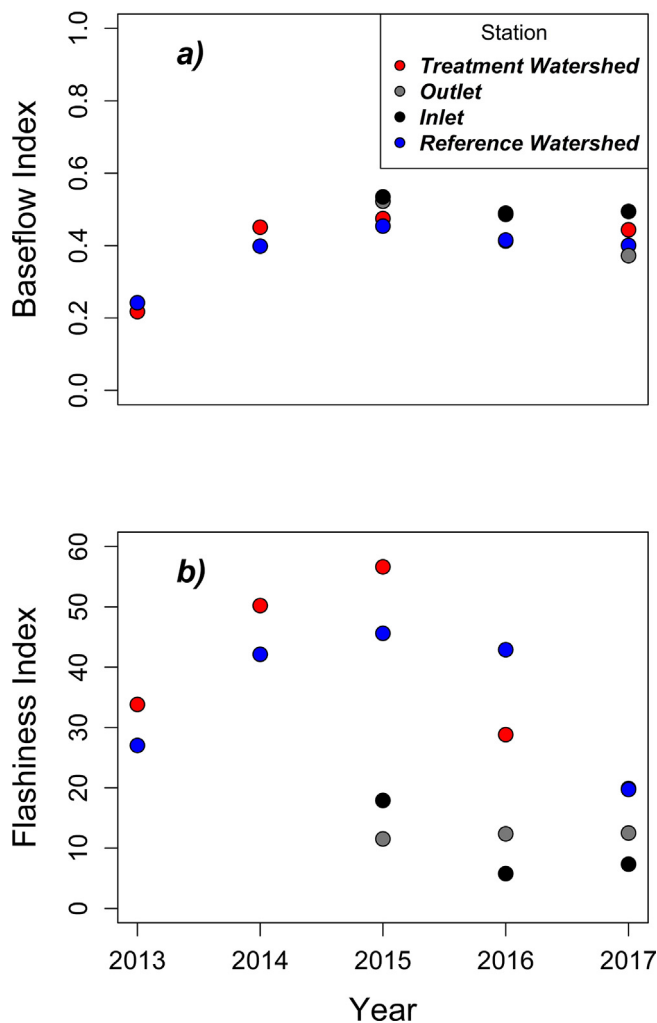 a)
Station
Treatment Watershed
Outlet
Inlet
Reference Watershed
Baseflow Index
1.0
0.8
0.6
0.4
0.2
0.0
b)
Flashiness Index
60
50
40
30
20
10
0
2013 2014 2015 2016 2017
Year